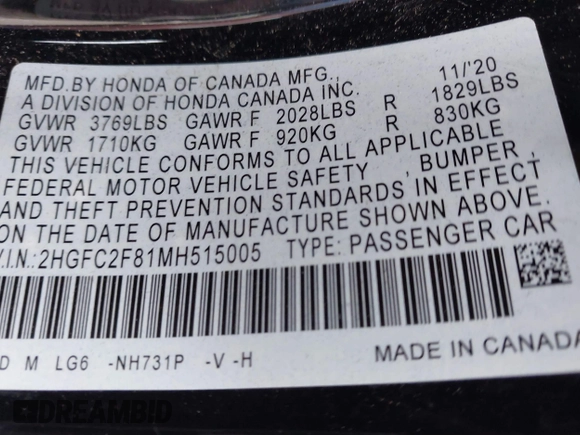 MFD.BY HONDA OF CANADA MFG., 11/'20
A DIVISION OF HONDA CANADA INC.
GVWR 3769LBS GAWR F 2028LBS R 1829LBS
GVWR 1710KG GAWR F 920KG R 830KG
THIS VEHICLE CONFORMS TO ALL APPLICABLE
FEDERAL MOTOR VEHICLE SAFETY , BUMPER ,
AND THEFT PREVENTION STANDARDS IN EFFECT
ON THE DATE OF MANUFACTURE SHOWN ABOVE.
V.I.N.:2HGFC2F81MH515005 TYPE: PASSENGER CAR
D M LG6 -NH731P -V -H MADE IN CANADA
DREAMBID